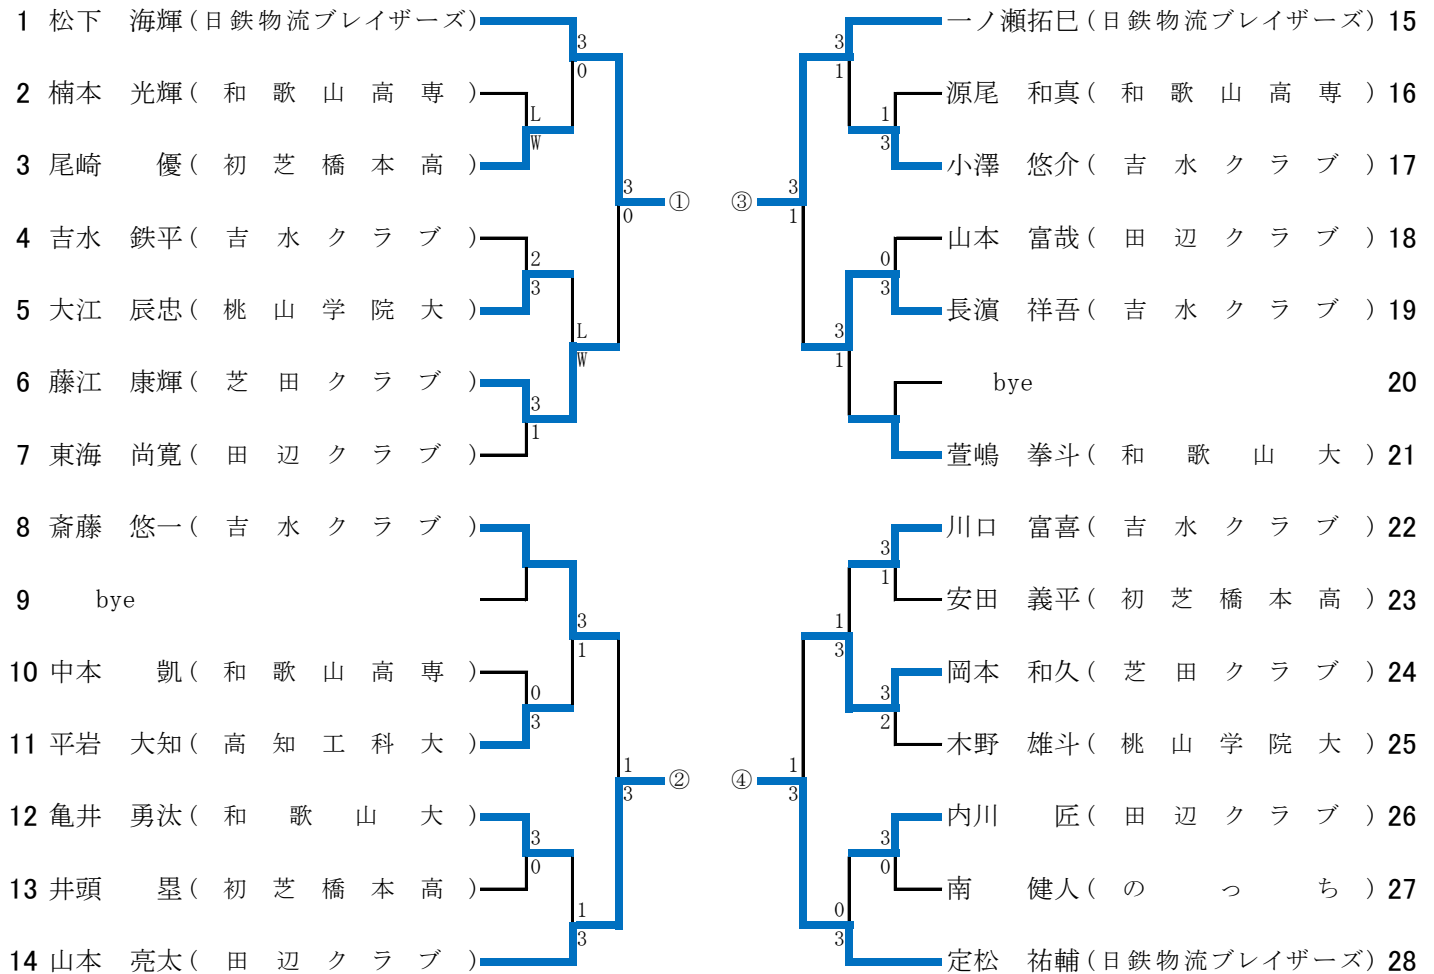 1 松下 海輝(日鉄物流ブレイザーズ)
3
0
2 楠本 光輝(和歌山高専)
L
W
3 尾崎 優(初芝橋本高)
3
0
①
4 吉水 鉄平(吉水クラブ)
2
3
5 大江 辰忠(桃山学院大)
L
W
6 藤江 康輝(芝田クラブ)
3
1
7 東海 尚寛(田辺クラブ)
8 斎藤 悠一(吉水クラブ)
9 bye
3
1
10 中本 凱(和歌山高専)
0
3
11 平岩 大知(高知工科大)
1
3
②
12 亀井 勇汰(和歌山大)
3
0
13 井頭 塁(初芝橋本高)
1
3
14 山本 亮太(田辺クラブ)
一ノ瀬拓巳(日鉄物流ブレイザーズ) 15
3
1
源尾 和真(和歌山高専) 16
1
3
小澤 悠介(吉水クラブ) 17
③
3
1
山本 富哉(田辺クラブ) 18
0
3
長濵 祥吾(吉水クラブ) 19
3
1
bye 20
萱嶋 拳斗(和歌山大) 21
川口 富喜(吉水クラブ) 22
3
1
安田 義平(初芝橋本高) 23
1
3
岡本 和久(芝田クラブ) 24
3
2
木野 雄斗(桃山学院大) 25
④
1
3
内川 匠(田辺クラブ) 26
3
0
南 健人(のっち) 27
0
3
定松 祐輔(日鉄物流ブレイザーズ) 28